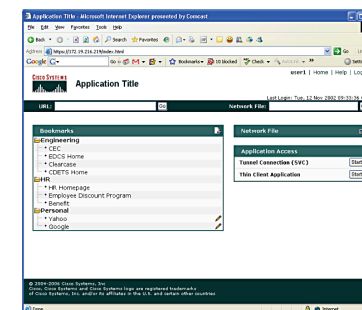 Application Title - Microsoft Internet Explorer presented by Comcast
File Edit View Favorites Tools Help
Back Search Favorites
Address https://172.19.216.219/index.html Go
Google G Go M Bookmarks 10 blocked Check
user1 | Home | Help |
CISCO SYSTEMS
Application Title
Last Login: Tue, 12 Nov 2002
URL: Go Network File:
Bookmarks
Engineering
• CEC
• EDCS Home
• Clearcase
• CDETS Home
HR
• HR Homepage
• Employee Discount Program
• Benefit
Personal
• Yahoo
• Google
Network File
Application Access
Tunnel Connection (SVC) Start
Thin Client Application Start
© 2004-2006 Cisco Systems, Inc
Cisco, Cisco Systems and Cisco Systems logo are registered trademarks
of Cisco Systems, Inc. and/or its affiliates in the U.S. and certain other countries
Done Internet